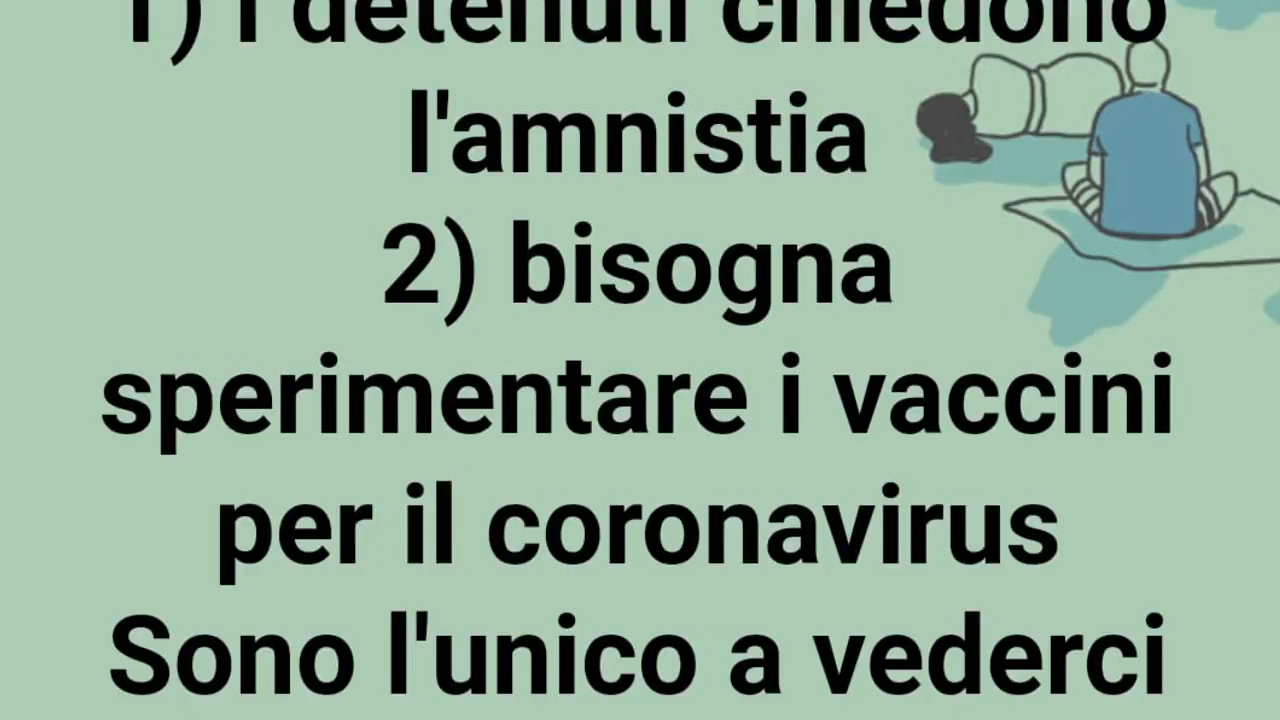 1) i detenuti chiedono
l'amnistia
2) bisogna
sperimentare i vaccini
per il coronavirus
Sono l'unico a vederci